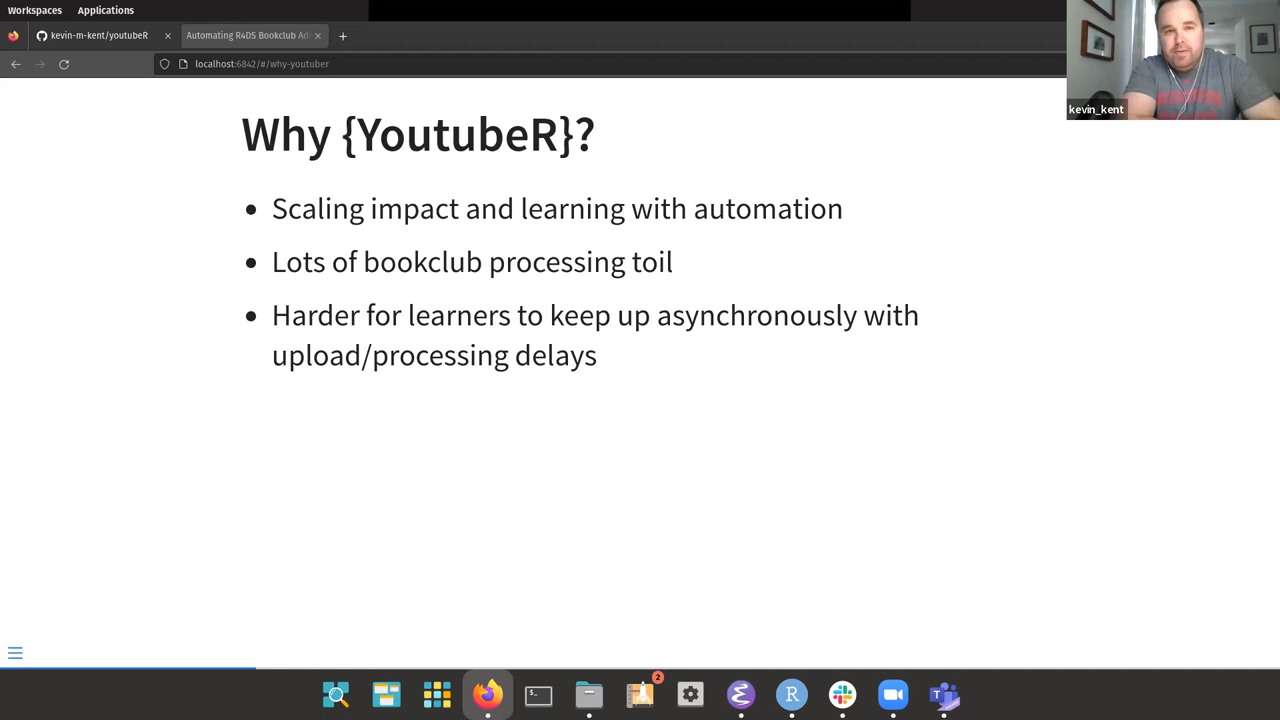 Workspaces Applications
kevin-m-kent/youtubeR
Automating R4DS Bookclub Ad
localhost:6842/#/why-youtuber
kevin_kent
Why {YoutubeR}?
• Scaling impact and learning with automation
• Lots of bookclub processing toil
• Harder for learners to keep up asynchronously with
upload/processing delays
2